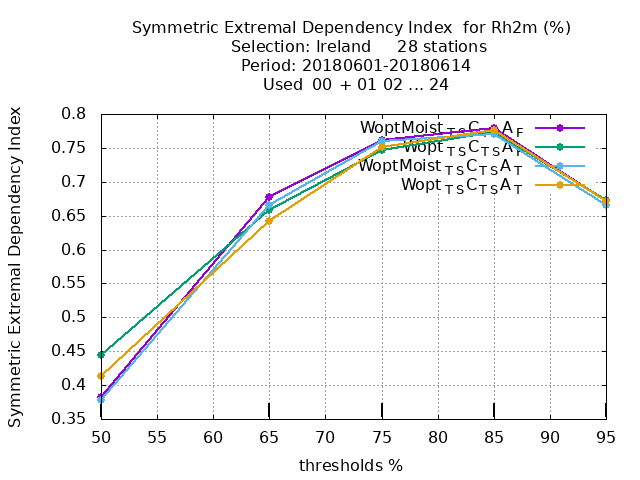 Symmetric Extremal Dependency Index for Rh2m (%)
Selection: Ireland 28 stations
Period: 20180601-20180614
Used 00 + 01 02 ... 24
Symmetric Extremal Dependency Index
0.8
0.75
0.7
0.65
0.6
0.55
0.5
0.45
0.4
0.35
WoptMoist TS C TS A F
Wopt TS C TS A F
WoptMoist TS C TS A T
Wopt TS C TS A T
50 55 60 65 70 75 80 85 90 95
thresholds %